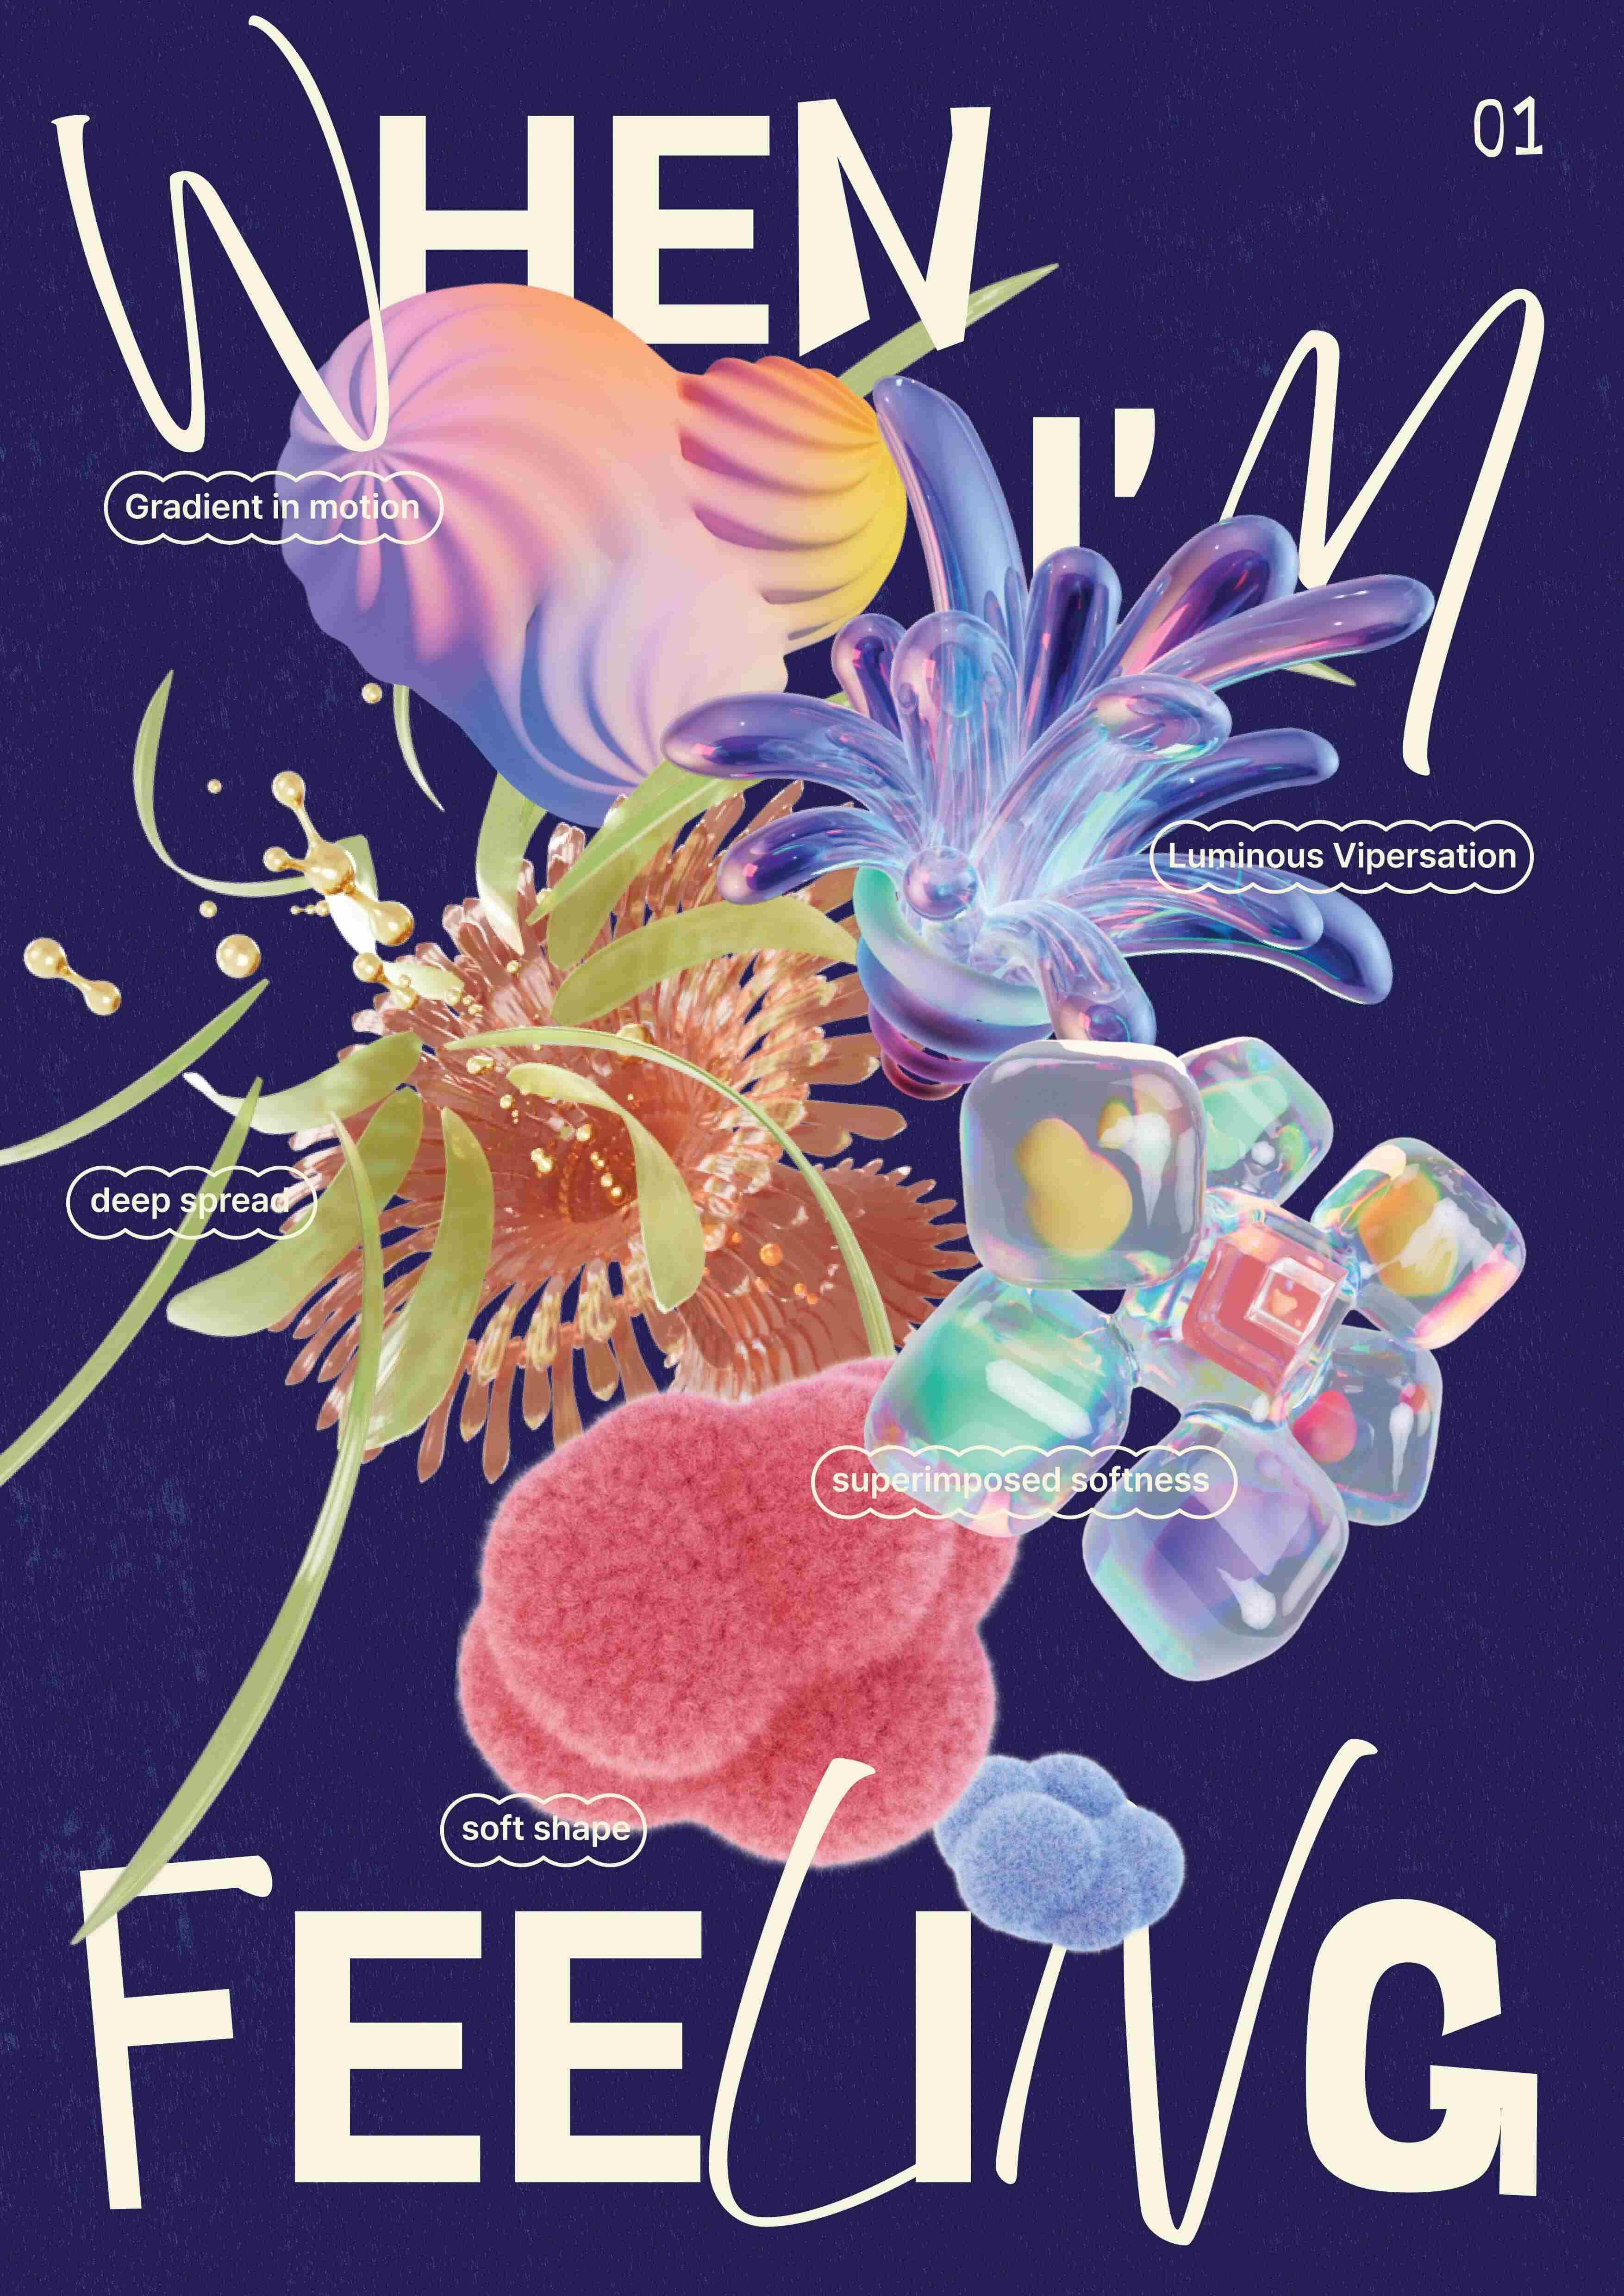 WHEN
01
I'M
Gradient in motion
Luminous Vipersation
deep spread
superimposed softness
soft shape
FEELING